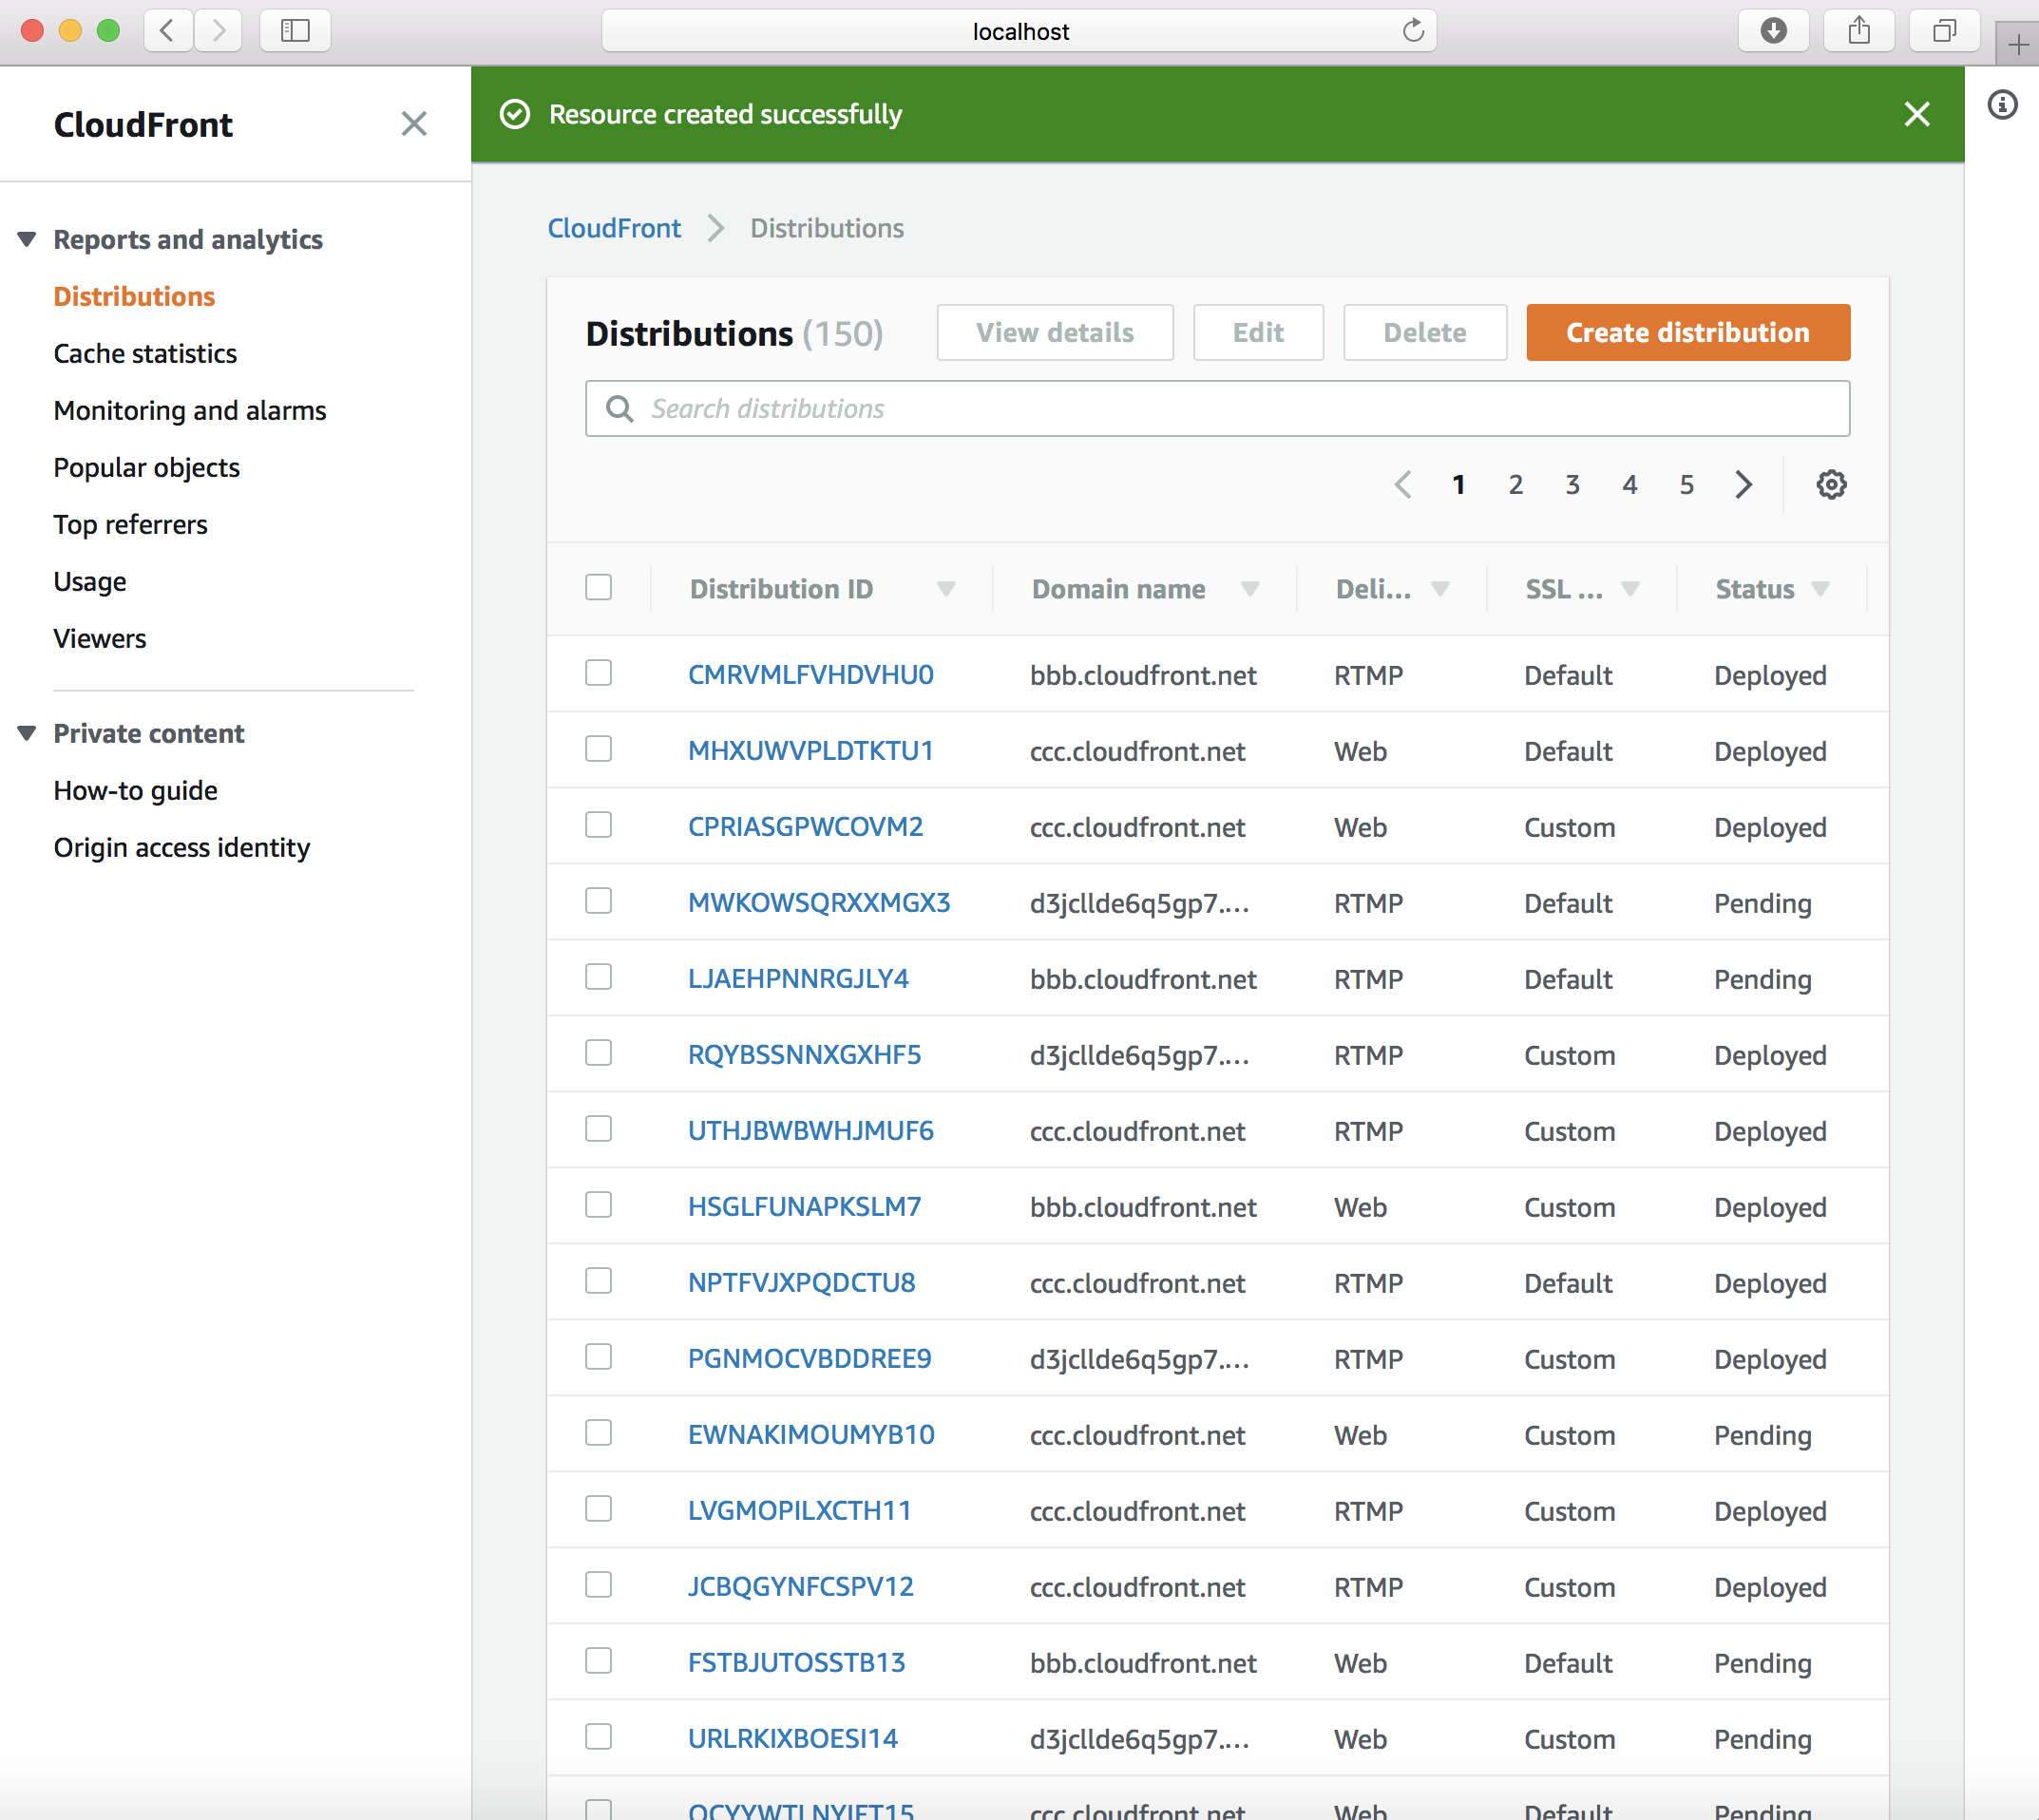 localhost
CloudFront
Resource created successfully
Reports and analytics
Distributions
Cache statistics
Monitoring and alarms
Popular objects
Top referrers
Usage
Viewers
Private content
How-to guide
Origin access identity
CloudFront > Distributions
Distributions (150) View details Edit Delete Create distribution
Search distributions
1 2 3 4 5
Distribution ID Domain name Deli... SSL ... Status
CMRVMLFVHDVHU0 bbb.cloudfront.net RTMP Default Deployed
MHXUWVPLDTKTU1 ccc.cloudfront.net Web Default Deployed
CPRIASGPWCOVM2 ccc.cloudfront.net Web Custom Deployed
MWKOWSQRXXMGX3 d3jcllde6q5gp7.... RTMP Default Pending
LJAEHPNNRGJLY4 bbb.cloudfront.net RTMP Default Pending
RQYBSSNNXGXHF5 d3jcllde6q5gp7.... RTMP Custom Deployed
UTHJBWBWHJMUF6 ccc.cloudfront.net RTMP Custom Deployed
HSGLFUNAPKSLM7 bbb.cloudfront.net Web Custom Deployed
NPTFVJXPQDCTU8 ccc.cloudfront.net RTMP Default Deployed
PGNMOCVBDDREE9 d3jcllde6q5gp7.... RTMP Custom Deployed
EWNAKIMOUMYB10 ccc.cloudfront.net Web Custom Pending
LVGMOPILXCTH11 ccc.cloudfront.net RTMP Custom Deployed
JCBQGYNFCSPV12 ccc.cloudfront.net RTMP Custom Deployed
FSTBJUTOSSTB13 bbb.cloudfront.net Web Default Pending
URLRKIXBOESI14 d3jcllde6q5gp7.... Web Custom Pending
ccc.cloudfront.net Web Default Pending